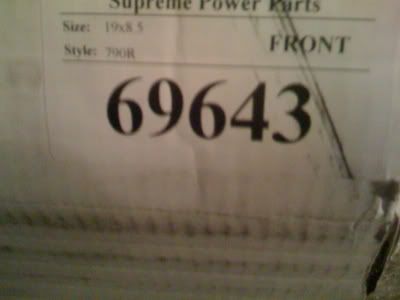 Supreme Power Parts
Size: 19x8.5
FRONT
Style: 790R
69643